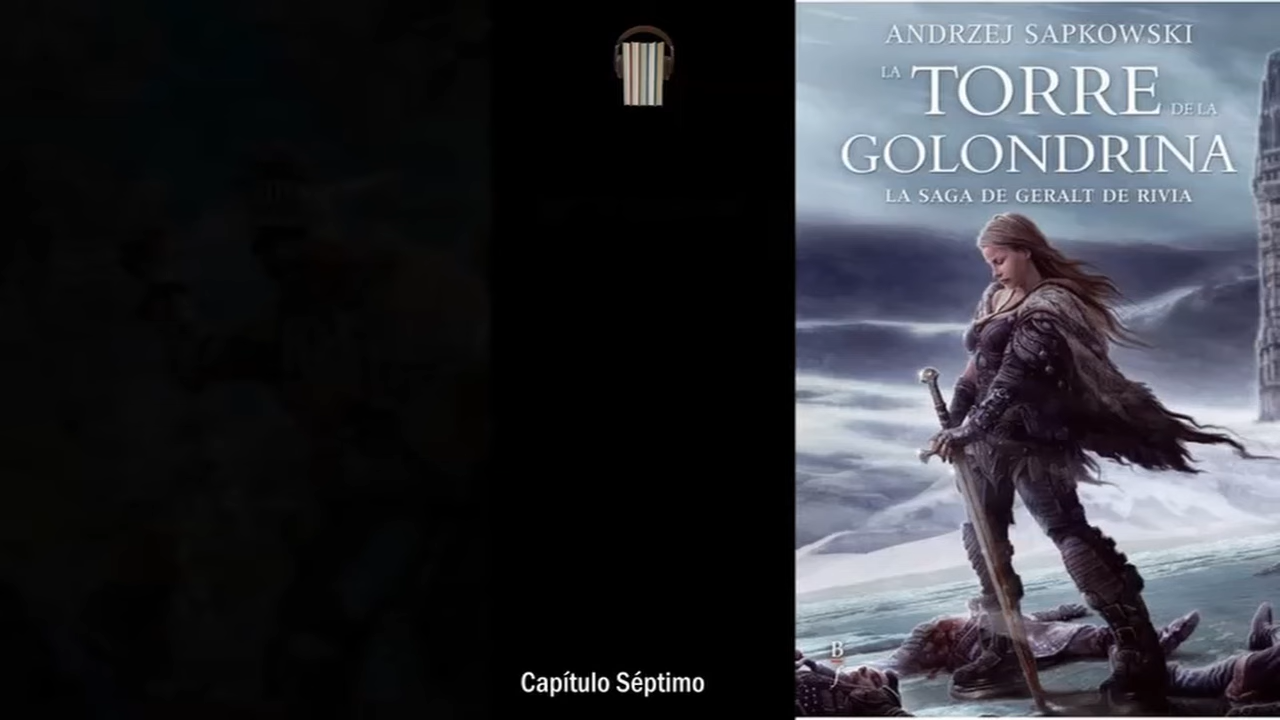 ANDRZEJ SAPKOWSKI
LA TORRE DE LA
GOLONDRINA
LA SAGA DE GERALT DE RIVIA
B
Capítulo Séptimo